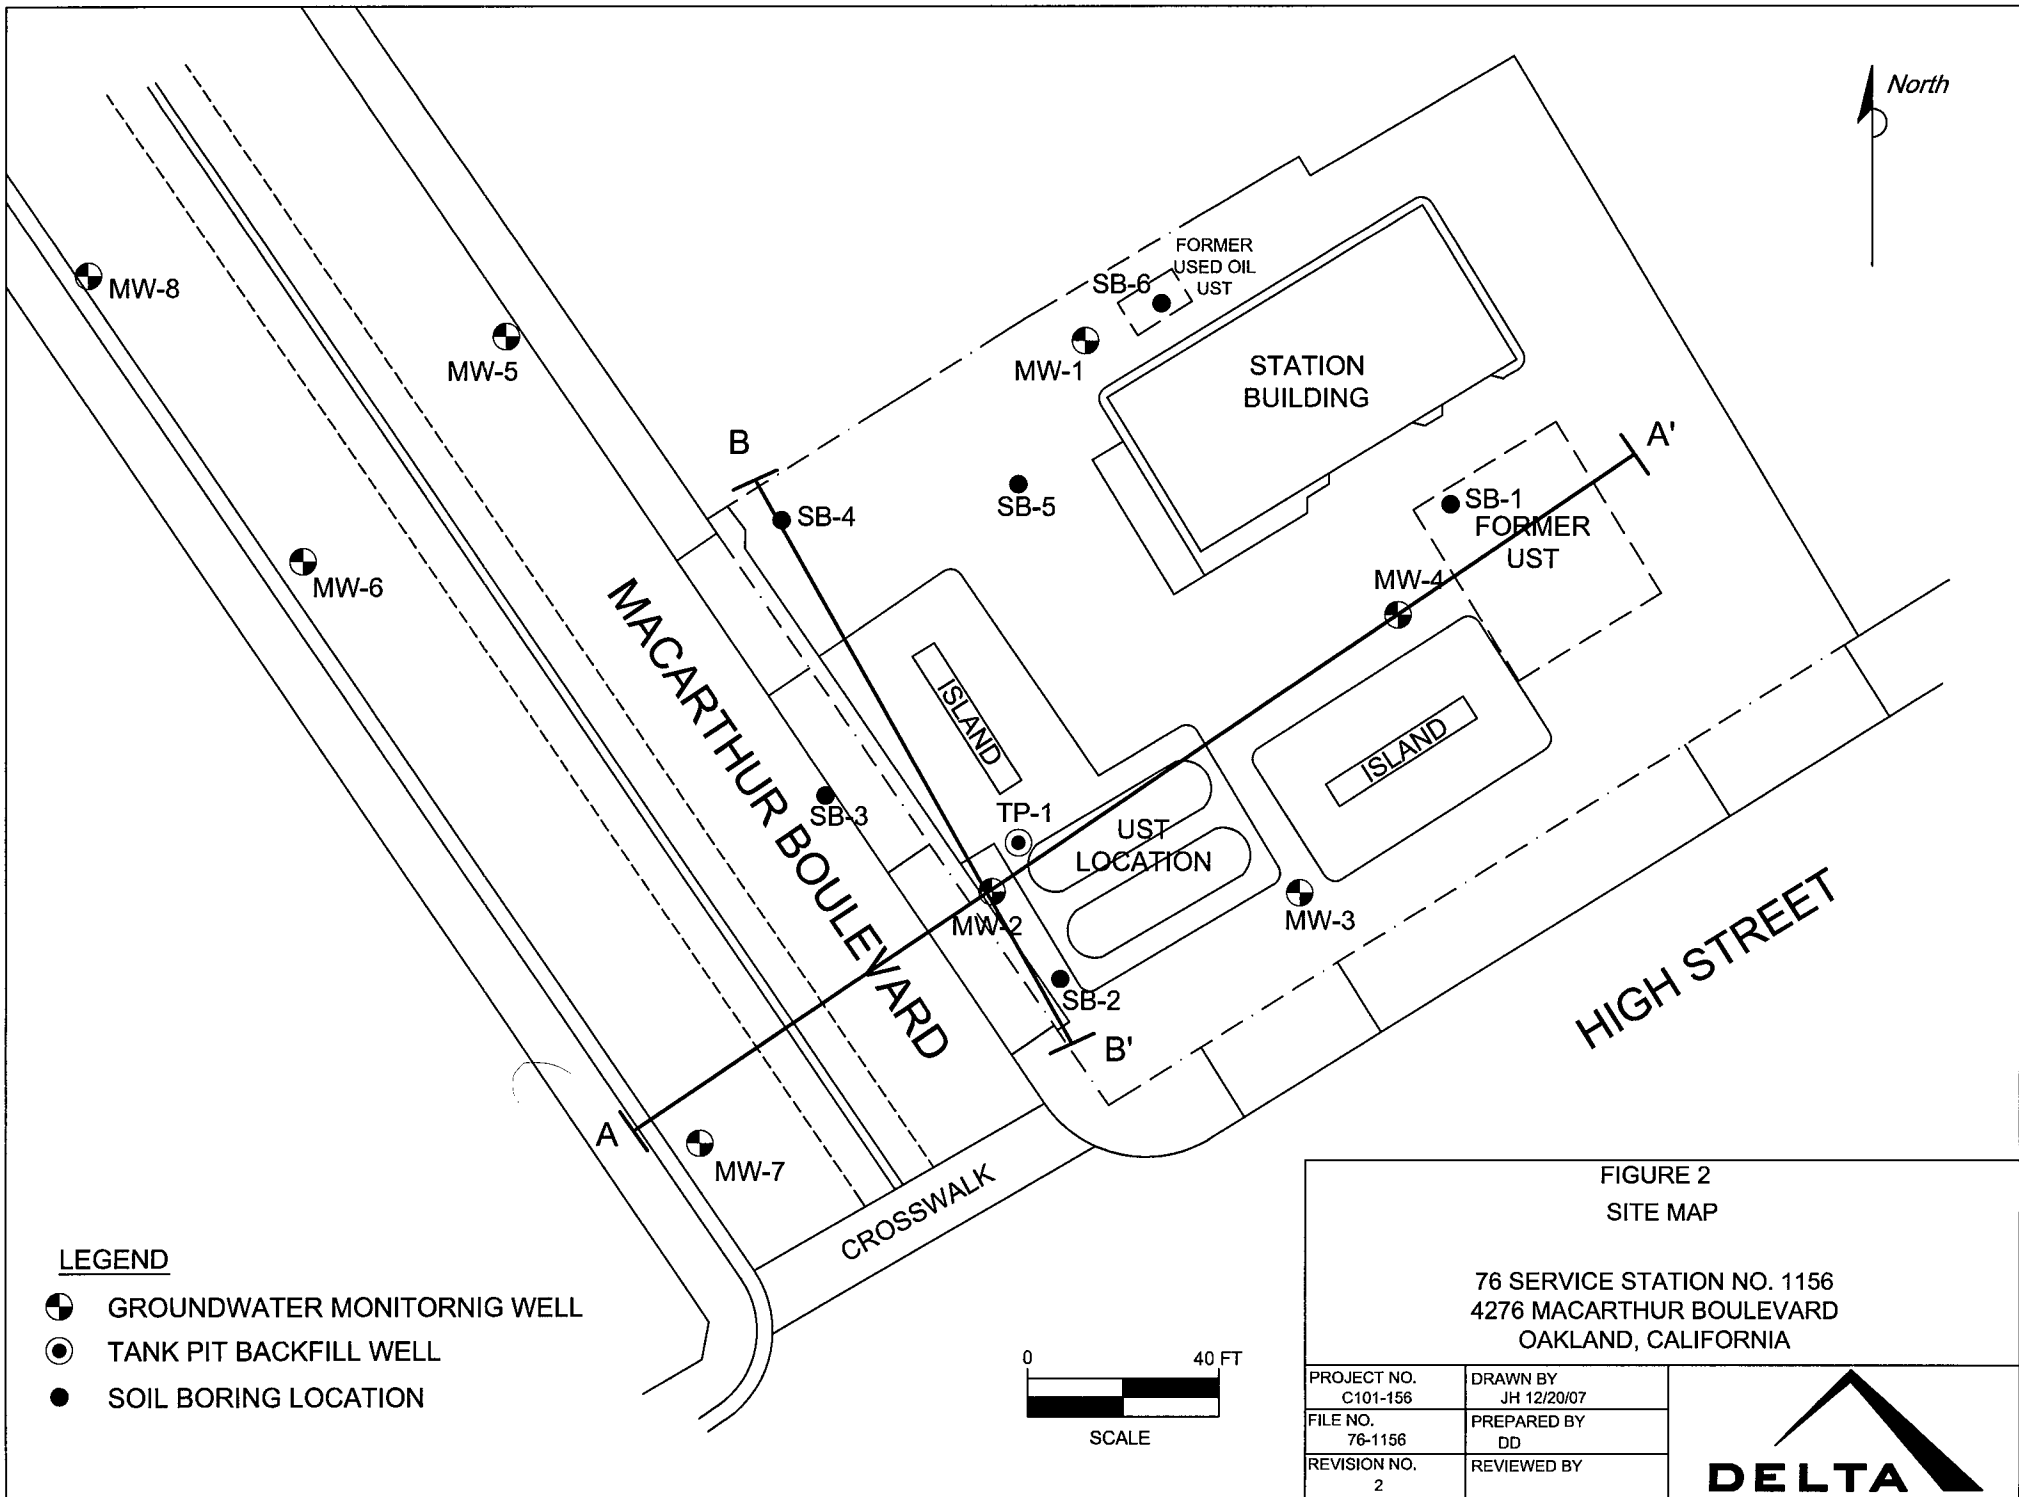 North
FORMER
USED OIL
UST
SB-6
MW-8
MW-5
MW-1
STATION
BUILDING
A'
B
SB-4
SB-5
SB-1
FORMER
UST
MW-6
MW-4
MACARTHUR BOULEVARD
ISLAND
ISLAND
SB-3
TP-1
UST
LOCATION
MW-2
MW-3
HIGH STREET
SB-2
B'
A
MW-7
CROSSWALK
LEGEND
GROUNDWATER MONITORNIG WELL
TANK PIT BACKFILL WELL
SOIL BORING LOCATION
0 40 FT
SCALE
FIGURE 2
SITE MAP
76 SERVICE STATION NO. 1156
4276 MACARTHUR BOULEVARD
OAKLAND, CALIFORNIA
PROJECT NO.
C101-156
DRAWN BY
JH 12/20/07
FILE NO.
76-1156
PREPARED BY
DD
REVISION NO.
2
REVIEWED BY
DELTA